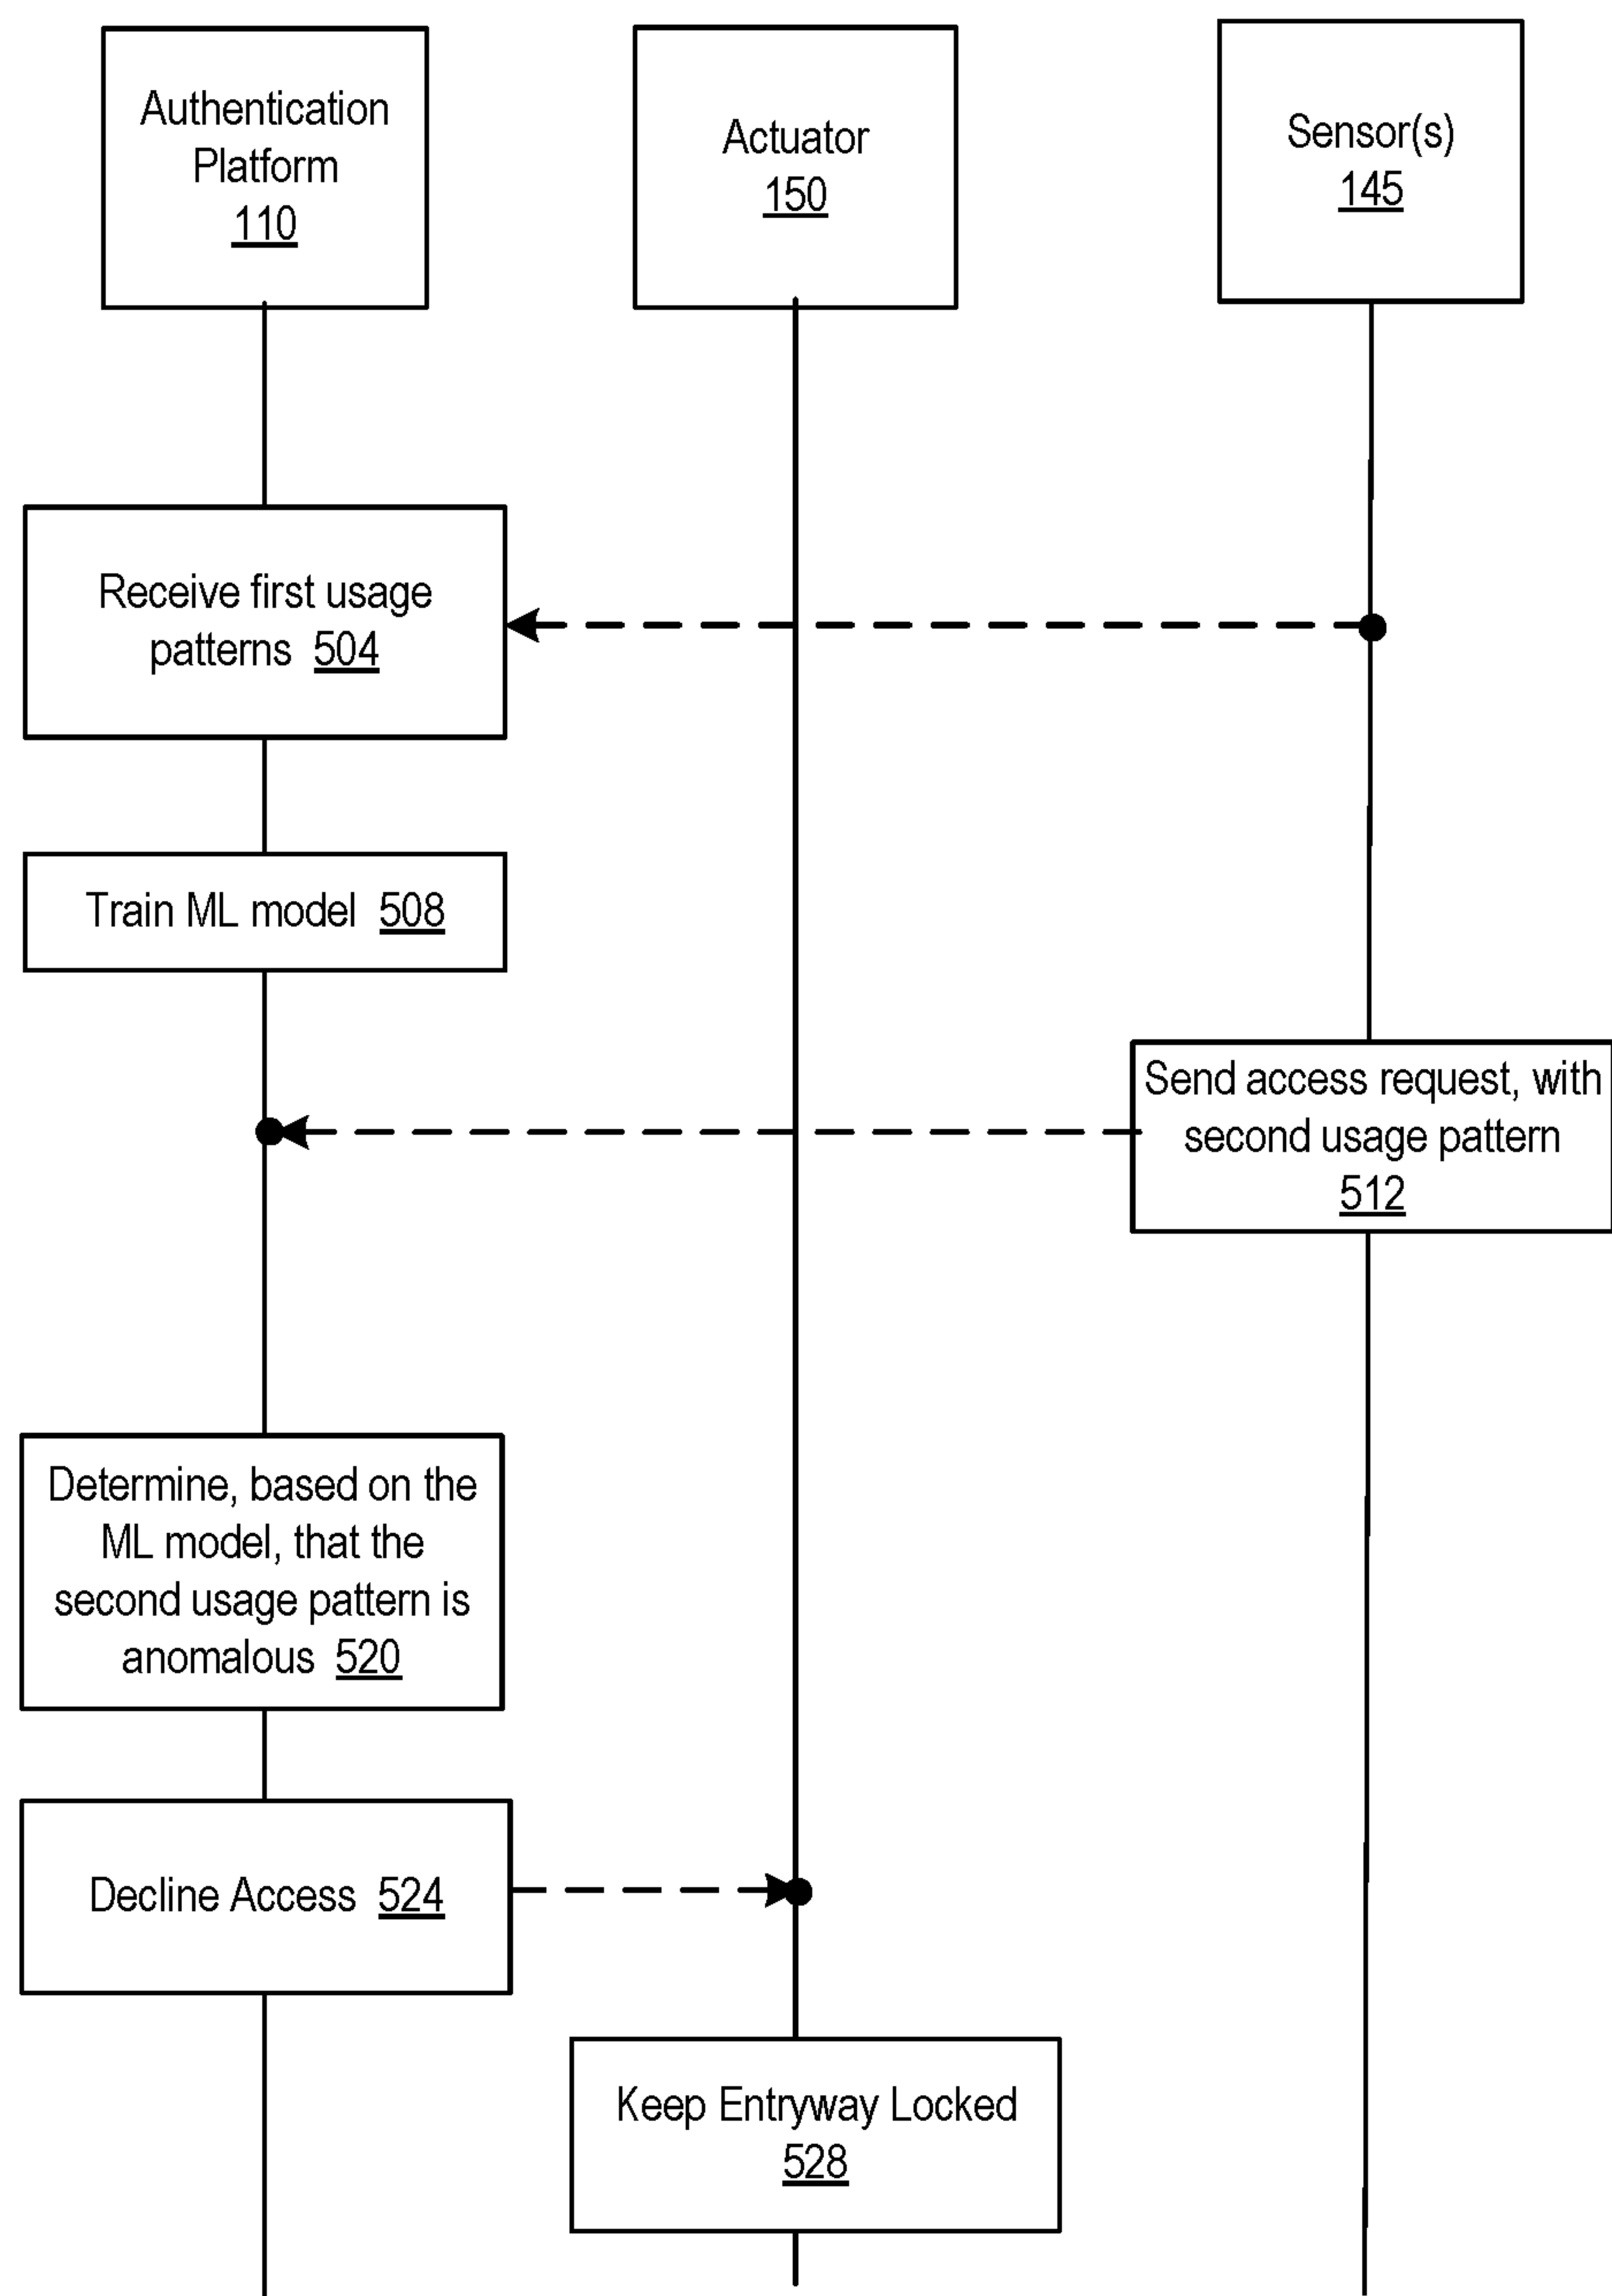 Authentication
Platform
110
Actuator
150
Sensor(s)
145
Receive first usage
patterns 504
Train ML model 508
Send access request, with
second usage pattern
512
Determine, based on the
ML model, that the
second usage pattern is
anomalous 520
Decline Access 524
Keep Entryway Locked
528